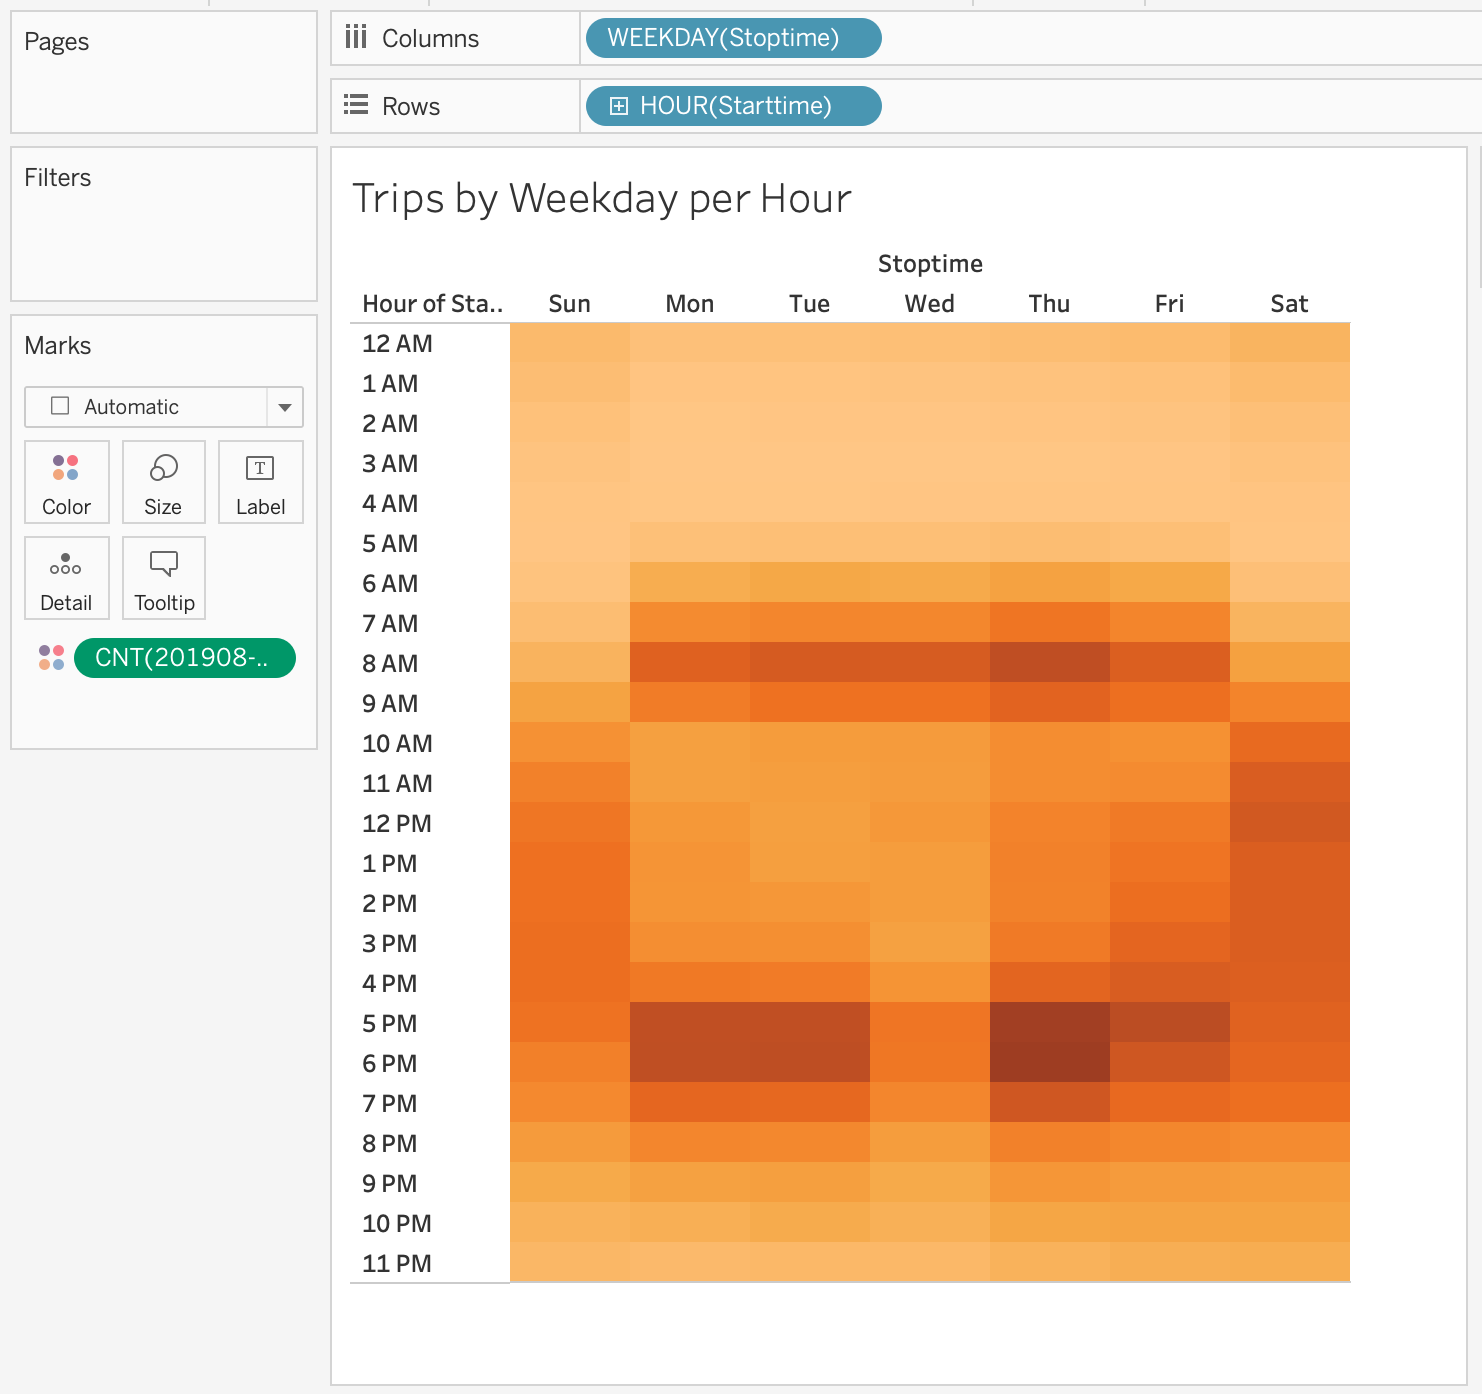 Pages
Columns
WEEKDAY(Stoptime)
Rows
HOUR(Starttime)
Filters
Marks
Automatic
Color
Size
T
Label
Detail
Tooltip
CNT(201908-..
Trips by Weekday per Hour
Stoptime
Hour of Sta.. Sun Mon Tue Wed Thu Fri Sat
12 AM
1 AM
2 AM
3 AM
4 AM
5 AM
6 AM
7 AM
8 AM
9 AM
10 AM
11 AM
12 PM
1 PM
2 PM
3 PM
4 PM
5 PM
6 PM
7 PM
8 PM
9 PM
10 PM
11 PM